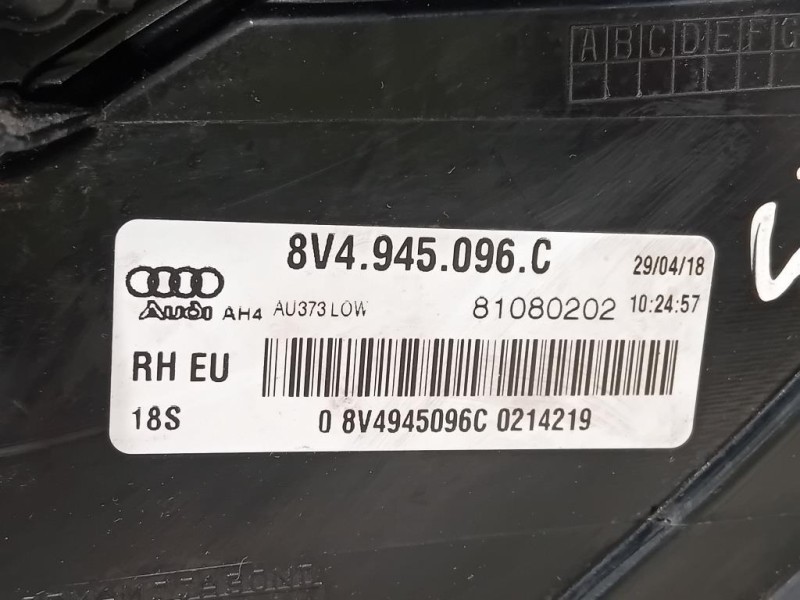 A B C D E F G
8V4.945.096.C
29/04/18
Audi AH4 AU373 LOW 81080202 10:24:57
RH EU
18S
0 8V4945096C 0214219